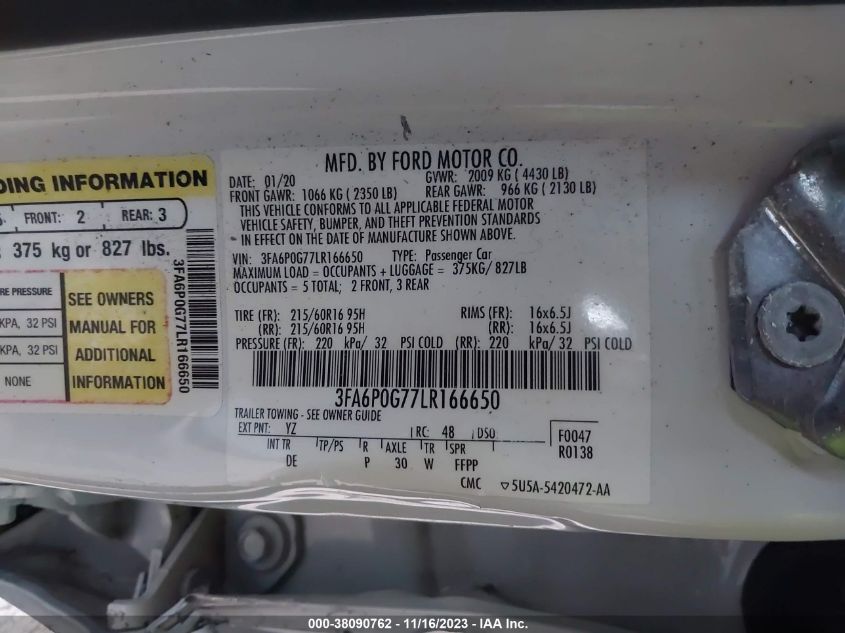 DING INFORMATION
FRONT: 2 REAR: 3
375 kg or 827 lbs.
RE PRESSURE
KPA, 32 PSI
KPA, 32 PSI
NONE
SEE OWNERS
MANUAL FOR
ADDITIONAL
INFORMATION
3FA6P0G77LR166650
MFD. BY FORD MOTOR CO.
DATE: 01/20 GVWR: 2009 KG ( 4430 LB)
FRONT GAWR: 1066 KG ( 2350 LB) REAR GAWR: 966 KG ( 2130 LB)
THIS VEHICLE CONFORMS TO ALL APPLICABLE FEDERAL MOTOR
VEHICLE SAFETY, BUMPER, AND THEFT PREVENTION STANDARDS
IN EFFECT ON THE DATE OF MANUFACTURE SHOWN ABOVE.
VIN: 3FA6P0G77LR166650 TYPE: Passenger Car
MAXIMUM LOAD = OCCUPANTS + LUGGAGE = 375KG/ 827LB
OCCUPANTS = 5 TOTAL; 2 FRONT, 3 REAR
TIRE (FR): 215/60R16 95H RIMS (FR): 16x6.5J
(RR): 215/60R16 95H (RR): 16x6.5J
PRESSURE (FR): 220 kPa/ 32 PSI COLD (RR): 220 kPa/ 32 PSI COLD
3FA6P0G77LR166650
TRAILER TOWING - SEE OWNER GUIDE
EXT PNT: YZ RC: 48 DSO:
INT TR TP/PS R AXLE TR SPR
DE P 30 W FFPP
F0047
R0138
CMC ▽5U5A-5420472-AA
000-38090762 - 11/16/2023 - IAAI Inc.